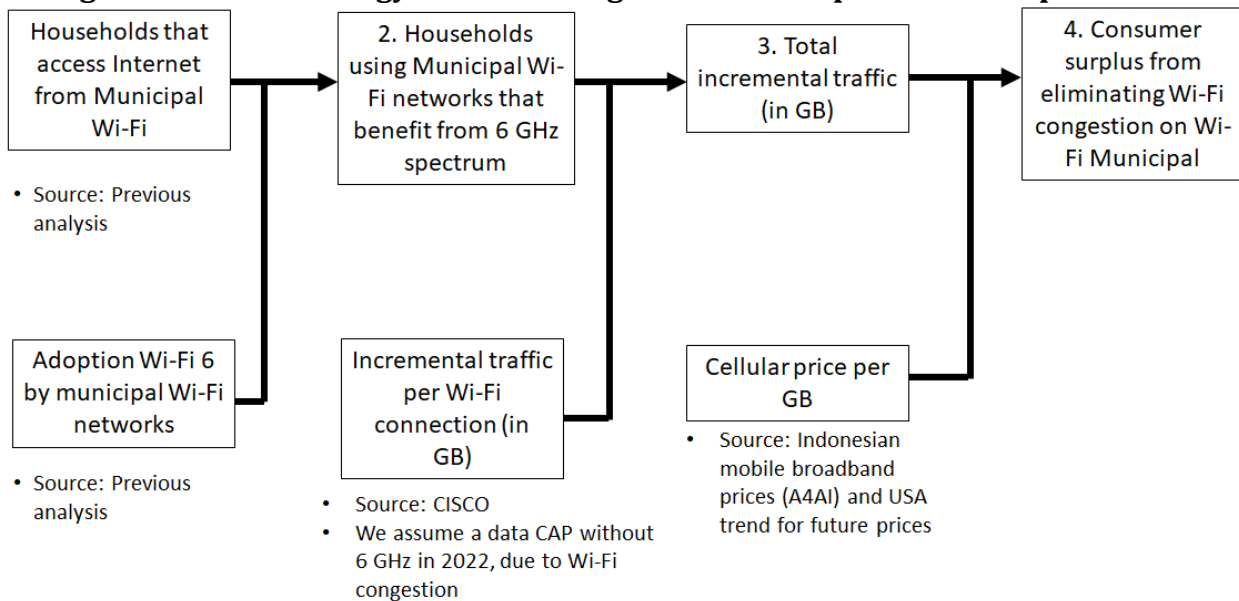 Households that
access Internet
from Municipal
Wi-Fi
• Source: Previous
analysis
2. Households
using Municipal Wi-
Fi networks that
benefit from 6 GHz
spectrum
3. Total
incremental traffic
(in GB)
4. Consumer
surplus from
eliminating Wi-Fi
congestion on Wi-
Fi Municipal
Adoption Wi-Fi 6
by municipal Wi-Fi
networks
• Source: Previous
analysis
Incremental traffic
per Wi-Fi
connection (in
GB)
• Source: CISCO
• We assume a data CAP without
6 GHz in 2022, due to Wi-Fi
congestion
Cellular price per
GB
• Source: Indonesian
mobile broadband
prices (A4AI) and USA
trend for future prices